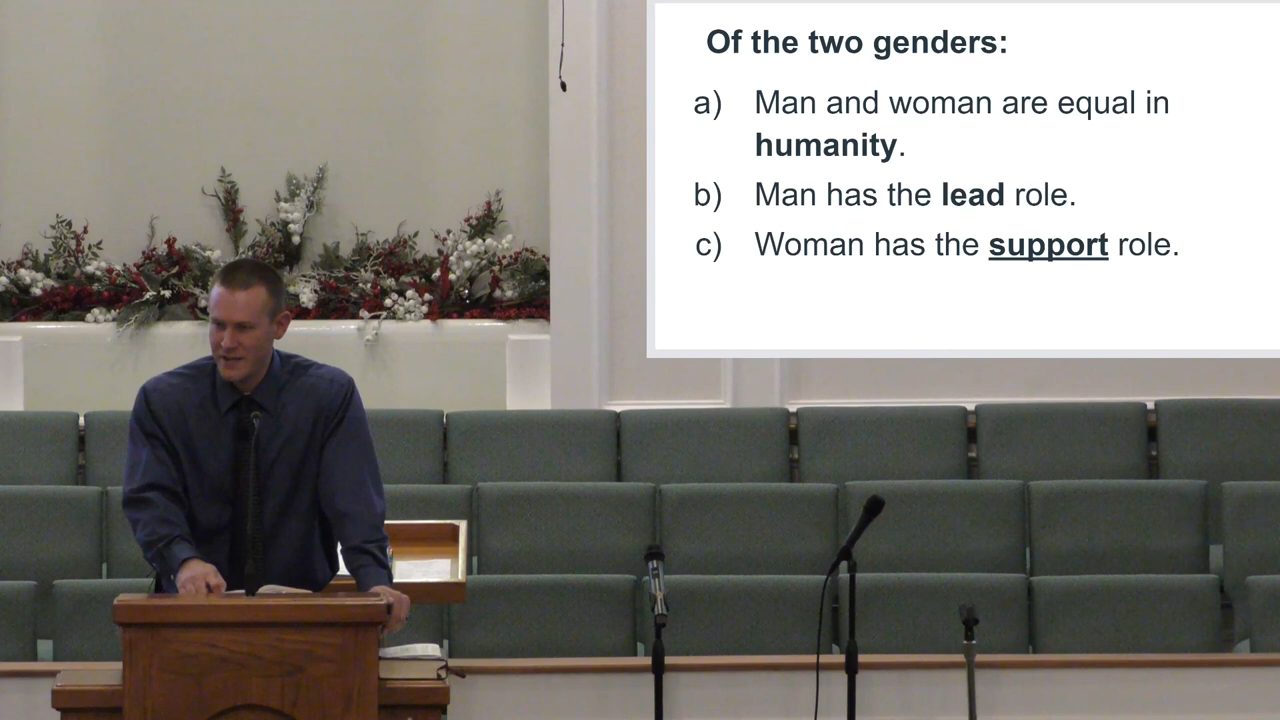 Of the two genders:
a) Man and woman are equal in
humanity.
b) Man has the lead role.
c) Woman has the support role.